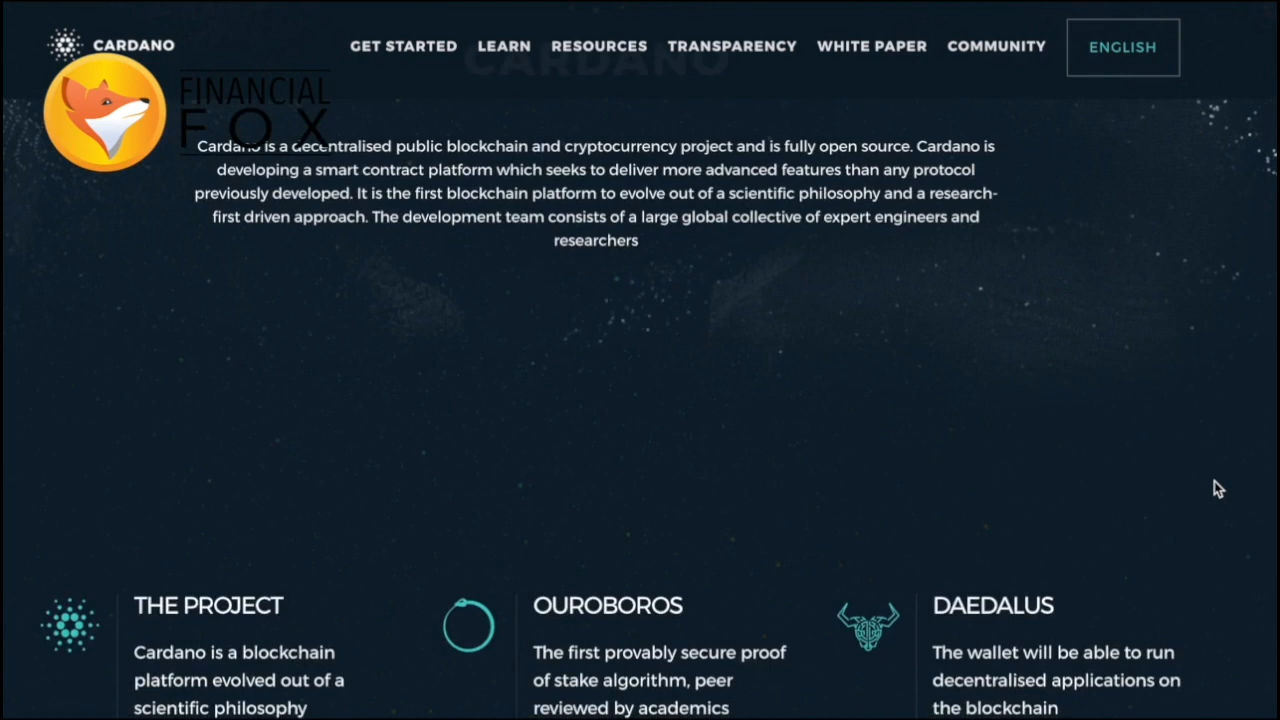 CARDANO
GET STARTED
LEARN
RESOURCES
TRANSPARENCY
WHITE PAPER
COMMUNITY
ENGLISH
CARDANO
FINANCIAL
FOX
Cardano is a decentralised public blockchain and cryptocurrency project and is fully open source. Cardano is
developing a smart contract platform which seeks to deliver more advanced features than any protocol
previously developed. It is the first blockchain platform to evolve out of a scientific philosophy and a research-
first driven approach. The development team consists of a large global collective of expert engineers and
researchers
THE PROJECT
Cardano is a blockchain
platform evolved out of a
scientific philosophy
OUROBOROS
The first provably secure proof
of stake algorithm, peer
reviewed by academics
DAEDALUS
The wallet will be able to run
decentralised applications on
the blockchain